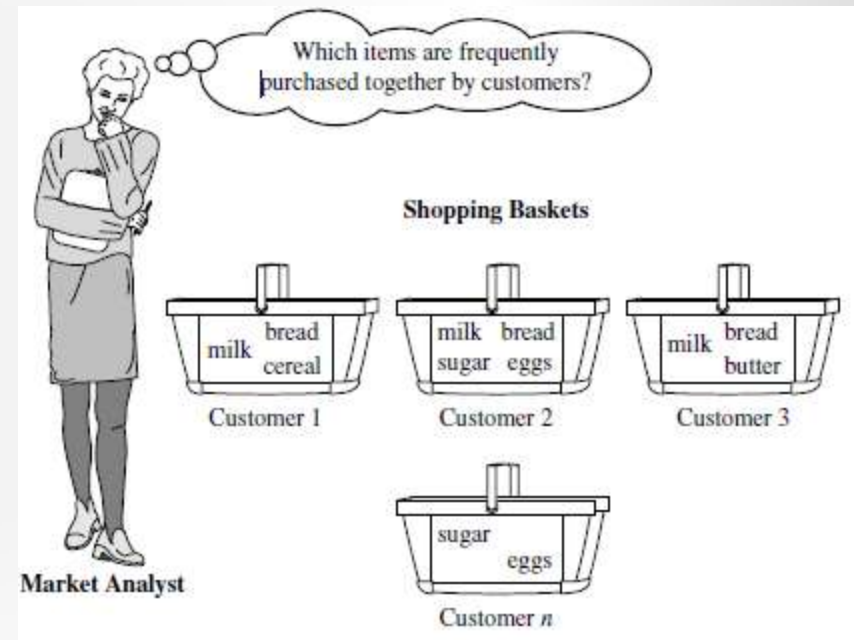 Which items are frequently
purchased together by customers?
Shopping Baskets
milk bread
cereal
Customer 1
milk bread
sugar eggs
Customer 2
milk bread
butter
Customer 3
sugar
eggs
Customer n
Market Analyst